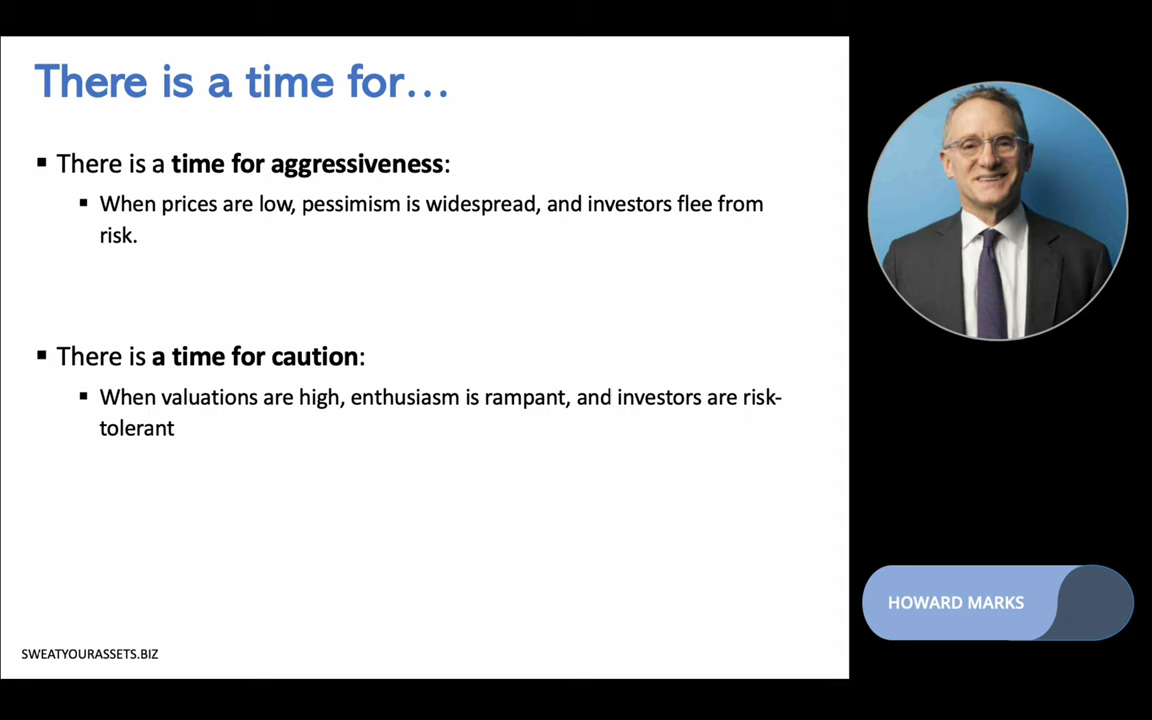 There is a time for…
▪ There is a time for aggressiveness:
▪ When prices are low, pessimism is widespread, and investors flee from
risk.
▪ There is a time for caution:
▪ When valuations are high, enthusiasm is rampant, and investors are risk-
tolerant
HOWARD MARKS
SWEATYOURASSETS.BIZ